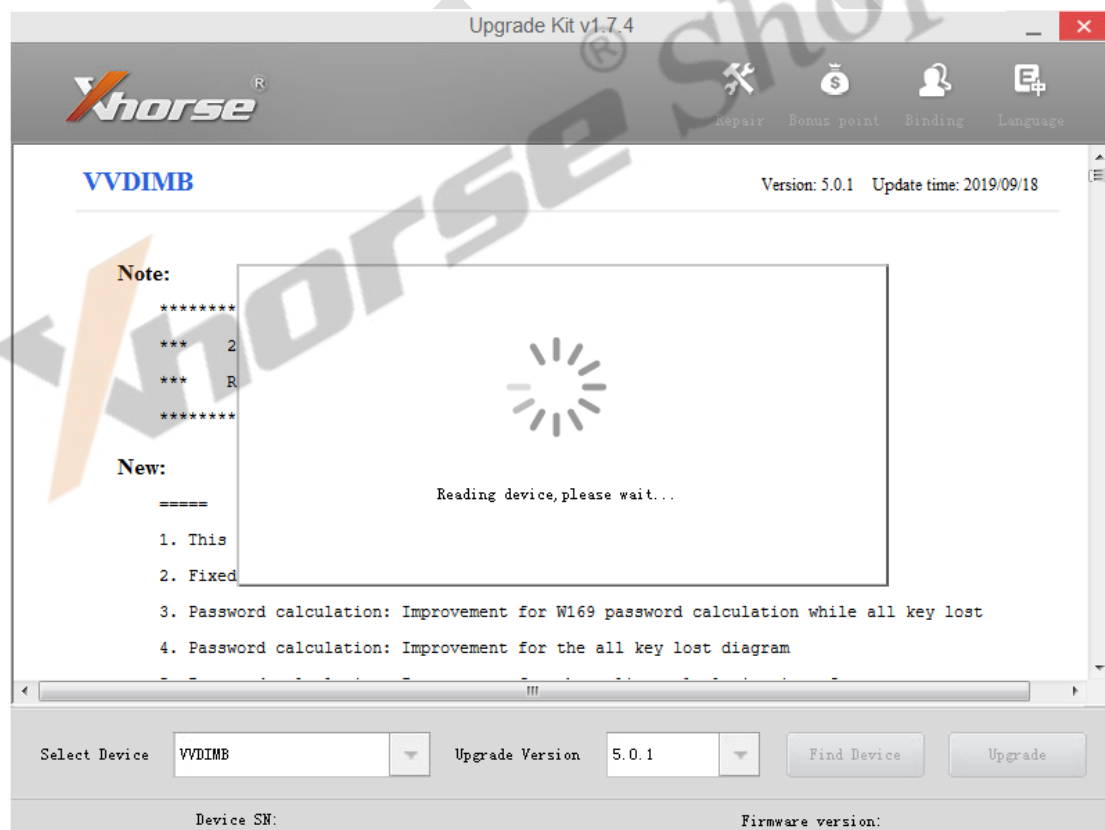 Upgrade Kit v1.7.4
Xhorse®
Repair Bonus point Binding Language
VVDIMB
Version: 5.0.1 Update time: 2019/09/18
Note:
********
*** 2
*** R
********
New:
=====
1. This
2. Fixed
3. Password calculation: Improvement for W169 password calculation while all key lost
4. Password calculation: Improvement for the all key lost diagram
Reading device,please wait...
Select Device VVDIMB Upgrade Version 5.0.1 Find Device Upgrade
Device SN: Firmware version:
Xhorse® Shop